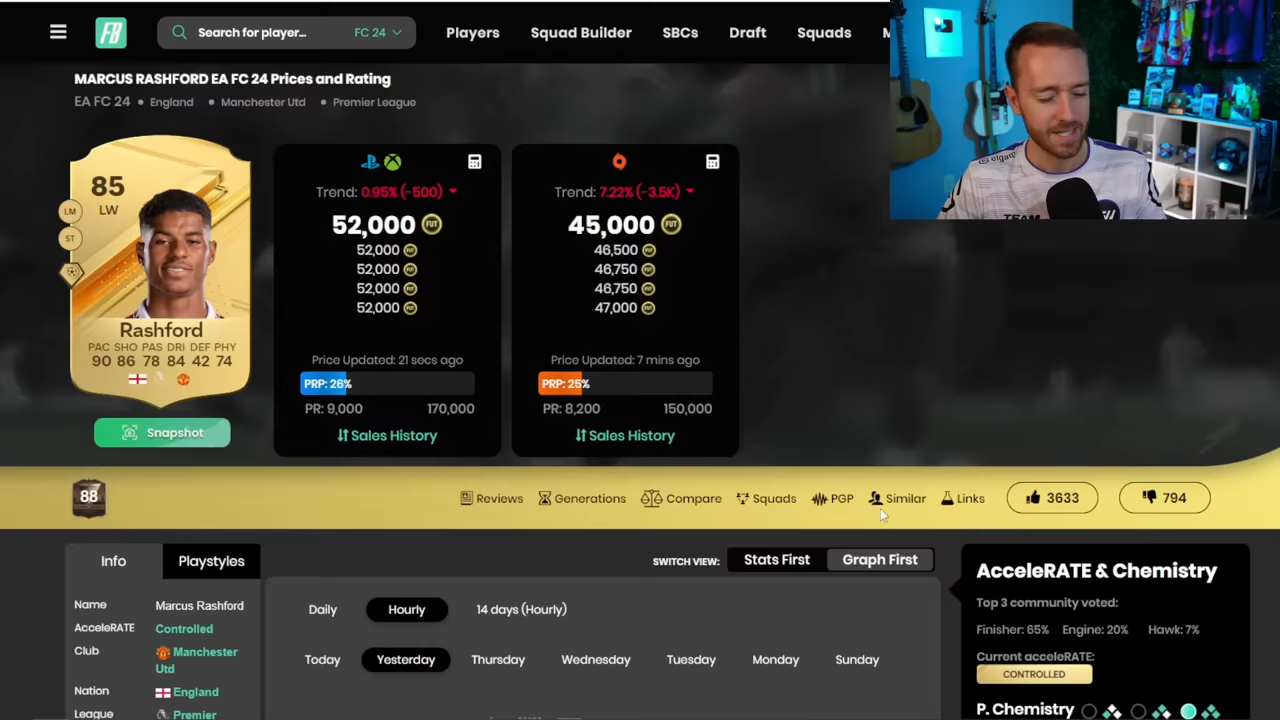 FB
Search for player...
FC 24
Players
Squad Builder
SBCs
Draft
Squads
M
MARCUS RASHFORD EA FC 24 Prices and Rating
EA FC 24 • England • Manchester Utd • Premier League
85
LW
LM
ST
Rashford
PAC SHO PAS DRI DEF PHY
90 86 78 84 42 74
Snapshot
Trend: 0.95% (-500)
52,000 FUT
52,000
52,000
52,000
52,000
Price Updated: 21 secs ago
PRP: 26%
PR: 9,000 170,000
Sales History
Trend: 7.22% (-3.5K)
45,000 FUT
46,500
46,750
46,750
47,000
Price Updated: 7 mins ago
PRP: 25%
PR: 8,200 150,000
Sales History
elgato
TEAM
88
Reviews
Generations
Compare
Squads
PGP
Similar
Links
3633
794
Info
Playstyles
Name Marcus Rashford
AcceleRATE Controlled
Club Manchester
Utd
Nation England
League Premier
SWITCH VIEW:
Stats First
Graph First
Daily
Hourly
14 days (Hourly)
Today
Yesterday
Thursday
Wednesday
Tuesday
Monday
Sunday
AcceleRATE & Chemistry
Top 3 community voted:
Finisher: 65% Engine: 20% Hawk: 7%
Current acceleRATE:
CONTROLLED
P. Chemistry